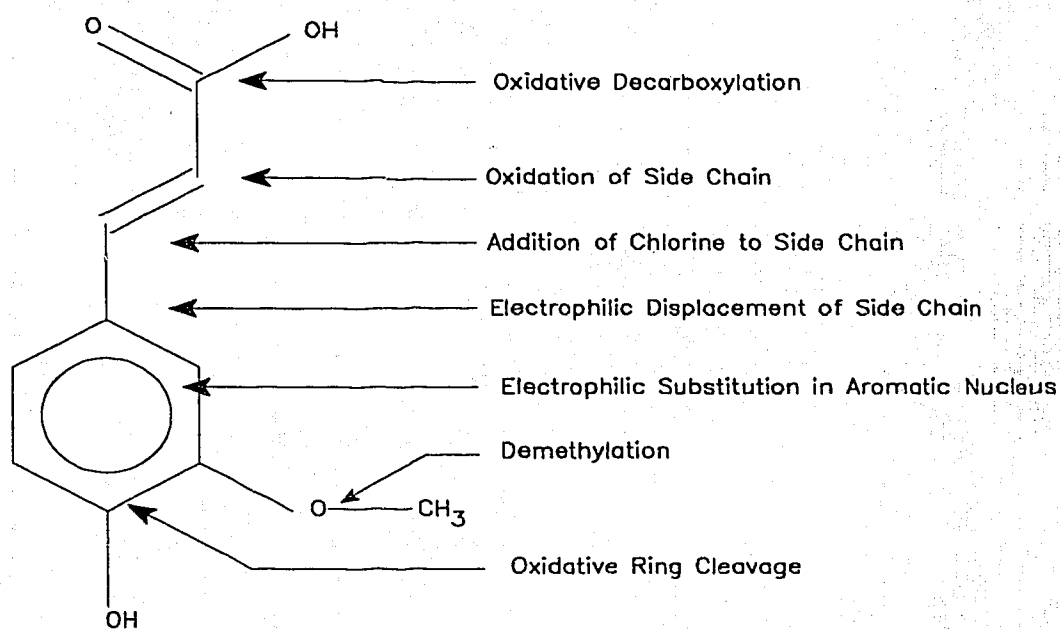 O
OH
Oxidative Decarboxylation
Oxidation of Side Chain
Addition of Chlorine to Side Chain
Electrophilic Displacement of Side Chain
Electrophilic Substitution in Aromatic Nucleus
Demethylation
O
CH3
Oxidative Ring Cleavage
OH